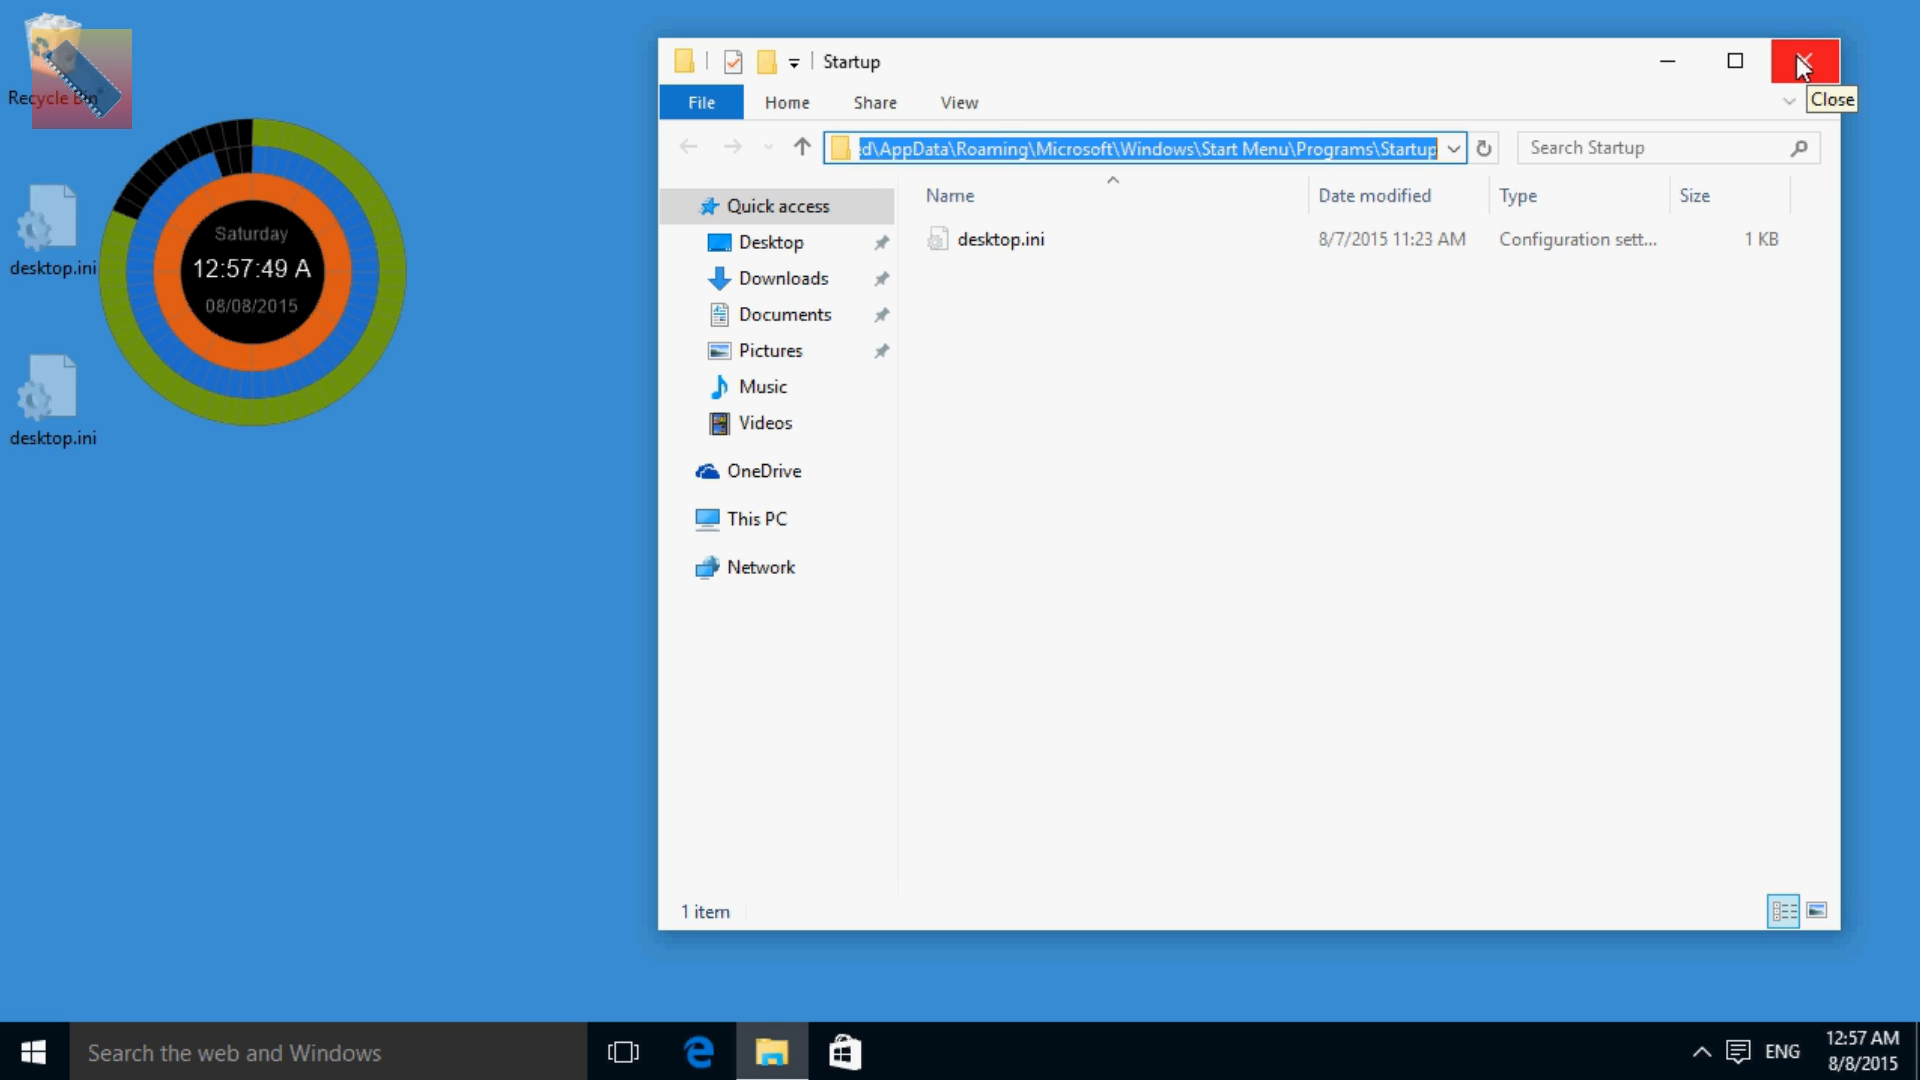 Recycle Bin
desktop.ini
desktop.ini
Saturday
12:57:49 A
08/08/2015
Startup
Close
File Home Share View
d\AppData\Roaming\Microsoft\Windows\Start Menu\Programs\Startup
Search Startup
Name Date modified Type Size
desktop.ini 8/7/2015 11:23 AM Configuration sett... 1 KB
Quick access
Desktop
Downloads
Documents
Pictures
Music
Videos
OneDrive
This PC
Network
1 item
Search the web and Windows
ENG
12:57 AM
8/8/2015